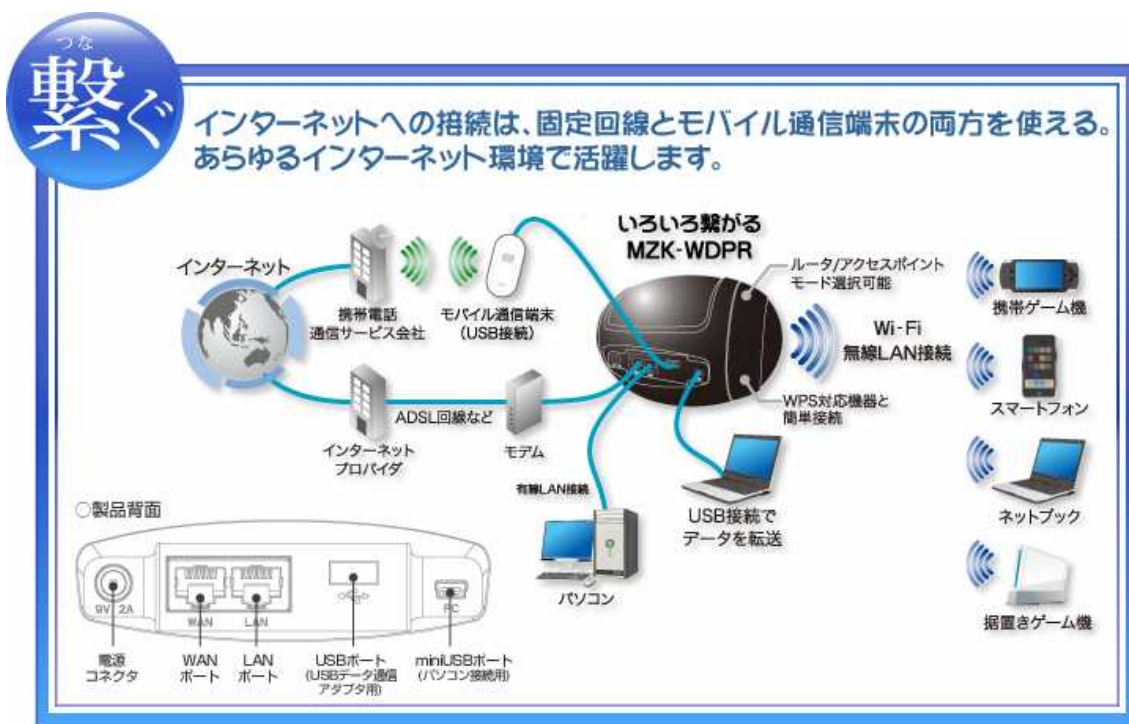 つな
繋ぐ
インターネットへの接続は、固定回線とモバイル通信端末の両方を使える。
あらゆるインターネット環境で活躍します。
インターネット
携帯電話
通信サービス会社
モバイル通信端末
(USB接続)
いろいろ繋がる
MZK-WDPR
ルータ/アクセスポイント
モード選択可能
Wi-Fi
無線LAN接続
WPS対応機器と
簡単接続
携帯ゲーム機
スマートフォン
ネットブック
据置きゲーム機
インターネット
プロバイダ
ADSL回線など
モデム
有線LAN接続
パソコン
USB接続で
データを転送
○製品背面
9V 2A
WAN
LAN
PC
電源
コネクタ
WAN
ポート
LAN
ポート
USBポート
(USBデータ通信
アダプタ用)
miniUSBポート
(パソコン接続用)